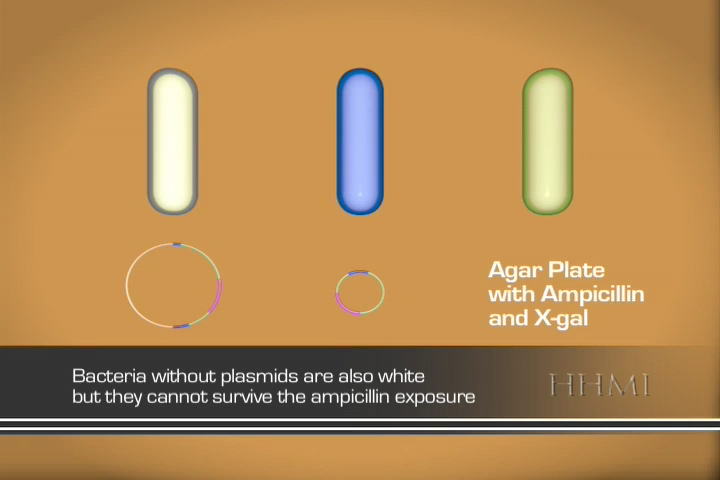 Agar Plate
with Ampicillin
and X-gal
Bacteria without plasmids are also white
but they cannot survive the ampicillin exposure
HHMI